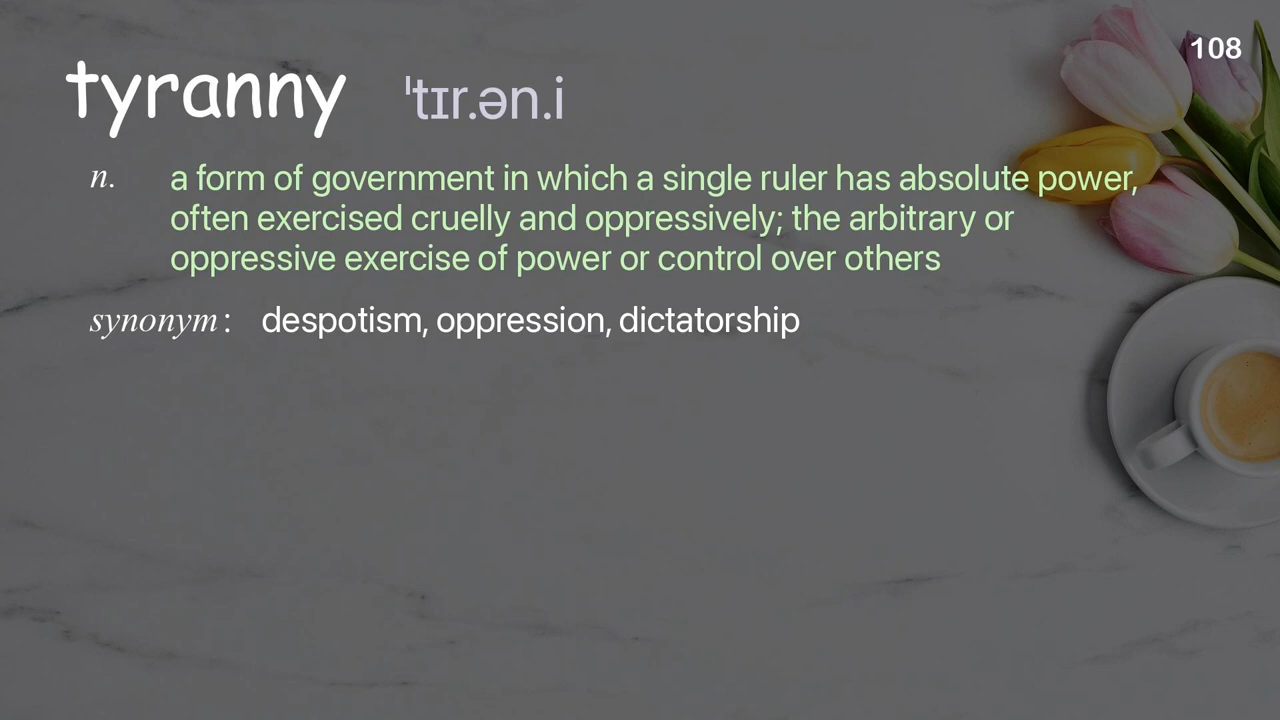 108
tyranny ˈtɪr.ən.i
n. a form of government in which a single ruler has absolute power,
often exercised cruelly and oppressively; the arbitrary or
oppressive exercise of power or control over others
synonym: despotism, oppression, dictatorship